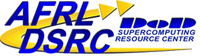 AFRL
DSRC
DoD
SUPERCOMPUTING
RESOURCE CENTER